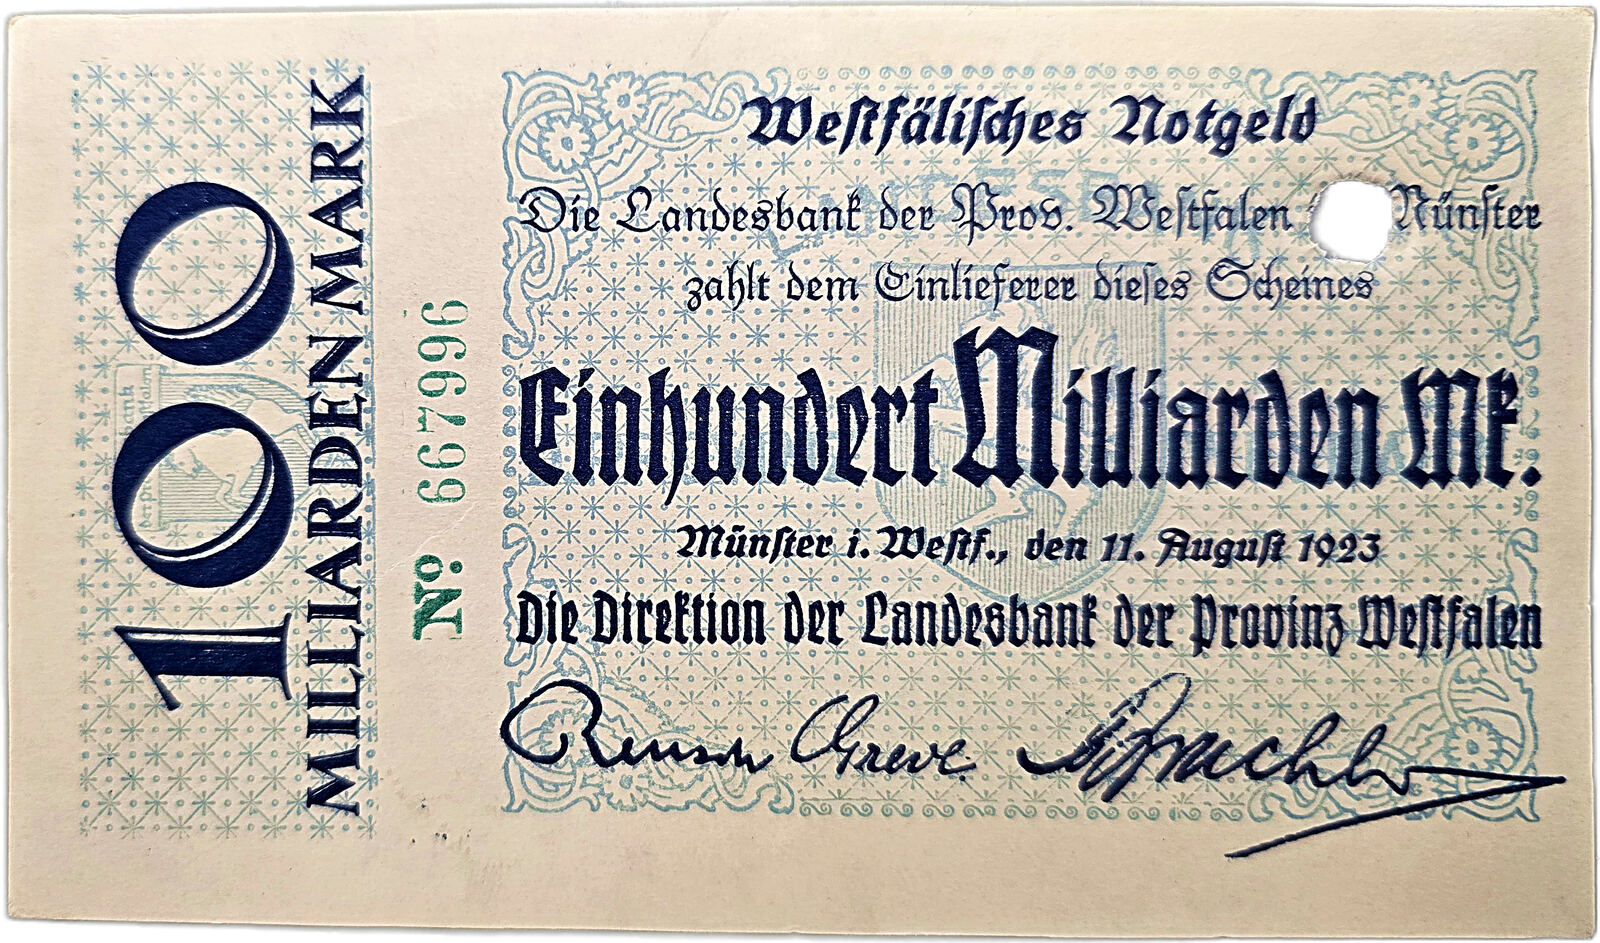 100
MILLIARDEN MARK
No. 667996
Westfälisches Notgeld
Die Landesbank der Prov. Westfalen Münster
zahlt dem Einlieferer dieses Scheines
Einhundert Milliarden Mk.
Münster i. Westf., den 11. August 1923
Die Direktion der Landesbank der Provinz Westfalen